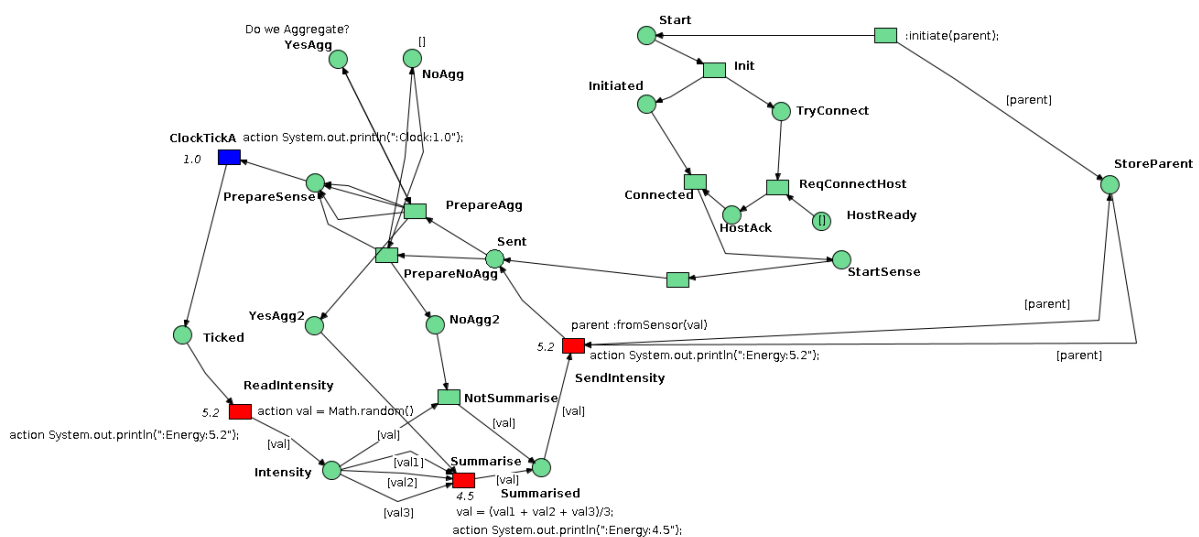 Start
:initiate(parent);
Do we Aggregate?
YesAgg
[]
NoAgg
Init
Initiated
[parent]
TryConnect
ClockTickA
action System.out.println(":Clock:1.0");
1.0
StoreParent
PrepareSense
ReqConnectHost
Connected
PrepareAgg
HostAck
[]
HostReady
Sent
PrepareNoAgg
StartSense
[parent]
YesAgg2
NoAgg2
parent :fromSensor(val)
Ticked
5.2
action System.out.println(":Energy:5.2");
[parent]
SendIntensity
ReadIntensity
NotSummarise
5.2
action val = Math.random()
[val]
action System.out.println(":Energy:5.2");
[val]
[val]
[val]
[val1]
Summarise
Intensity
[val2]
[val]
4.5
Summarised
[val3]
val = (val1 + val2 + val3)/3;
action System.out.println(":Energy:4.5");